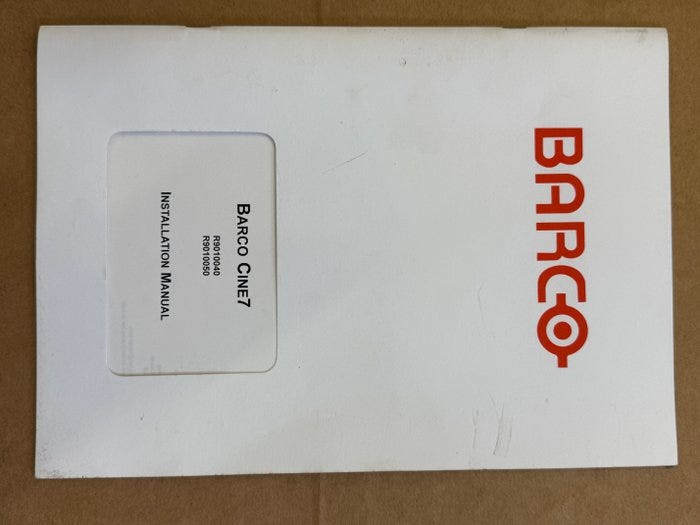 BARCO
BARCO CINE7
R9010040
R9010050
INSTALLATION MANUAL